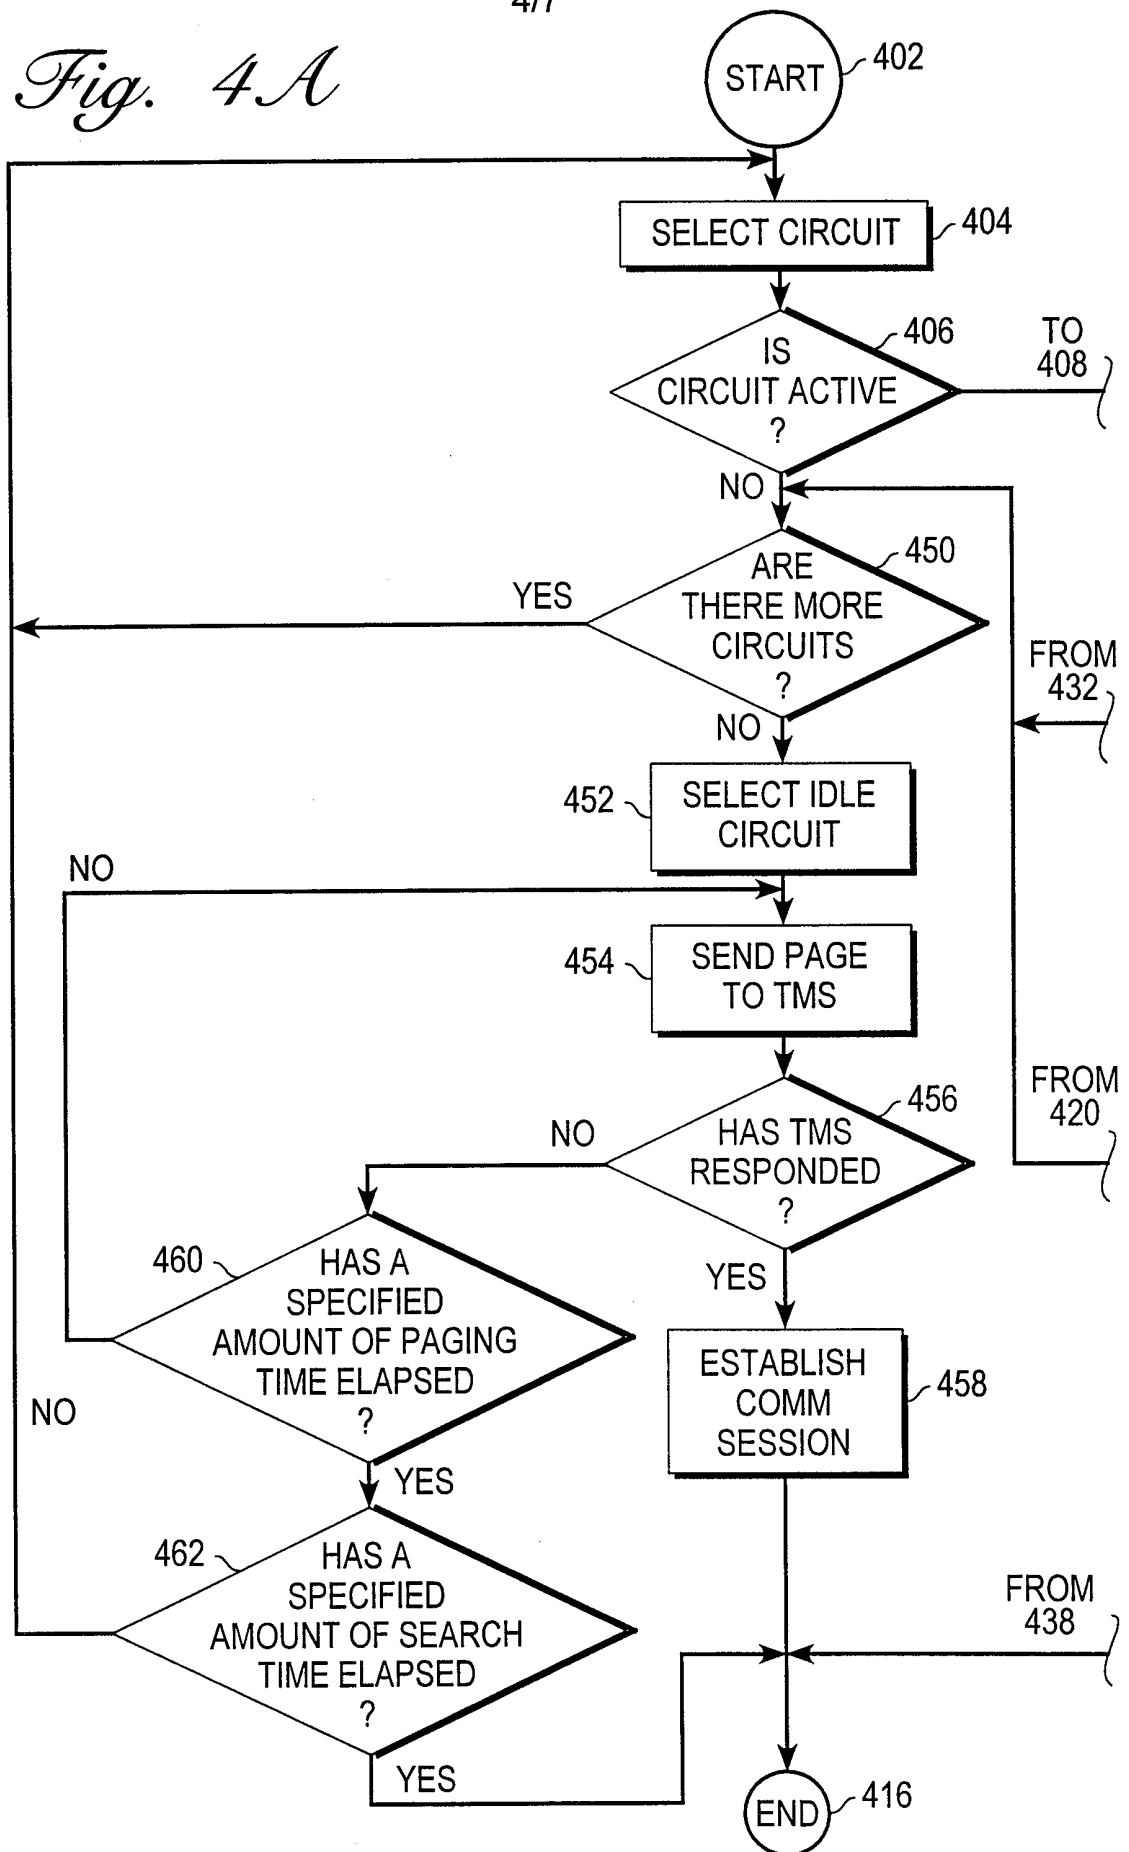 4/7
Fig. 4A
START
402
SELECT CIRCUIT
404
IS
CIRCUIT ACTIVE
?
406
TO
408
NO
ARE
THERE MORE
CIRCUITS
?
450
YES
FROM
432
NO
SELECT IDLE
CIRCUIT
452
NO
SEND PAGE
TO TMS
454
FROM
420
HAS TMS
RESPONDED
?
456
NO
YES
HAS A
SPECIFIED
AMOUNT OF PAGING
TIME ELAPSED
?
460
ESTABLISH
COMM
SESSION
458
NO
YES
HAS A
SPECIFIED
AMOUNT OF SEARCH
TIME ELAPSED
?
462
FROM
438
YES
END
416